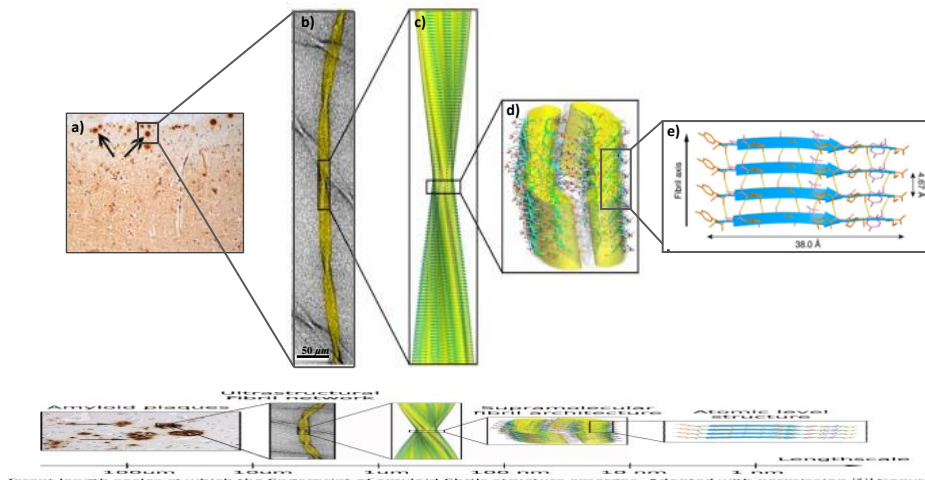 a)
b)
c)
d)
e)
Fibril axis
4.67 Å
38.0 Å
50 µm
Amyloid plaques
Ultrastructural
fibril network
Supramolecular
fibril architecture
Atomic level
structure
Lengthscale
100um
10um
1um
100 nm
10 nm
1 nm